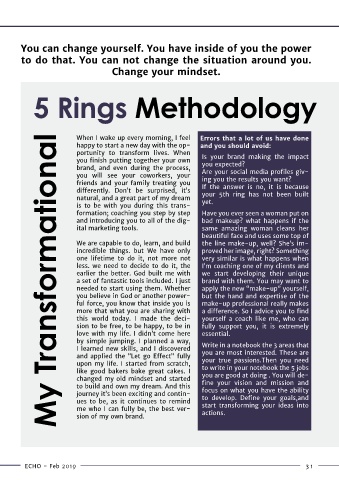 You can change yourself. You have inside of you the power
to do that. You can not change the situation around you.
Change your mindset.
5 Rings Methodology
My Transformational
When I wake up every morning, I feel
happy to start a new day with the op-
portunity to transform lives. When
you finish putting together your own
brand, and even during the process,
you will see your coworkers, your
friends and your family treating you
differently. Don't be surprised, it's
natural, and a great part of my dream
is to be with you during this trans-
formation; coaching you step by step
and introducing you to all of the dig-
ital marketing tools.
We are capable to do, learn, and build
incredible things. but We have only
one lifetime to do it, not more not
less. we need to decide to do it, the
earlier the better. God built me with
a set of fantastic tools included. I just
needed to start using them. Whether
you believe in God or another power-
ful force, you know that inside you is
more that what you are sharing with
this world today. I made the deci-
sion to be free, to be happy, to be in
love with my life. I didn't come here
by simple jumping. I planned a way,
I learned new skills, and I discovered
and applied the "Let go Effect" fully
upon my life. I started from scratch,
like good bakers bake great cakes. I
changed my old mindset and started
to build and own my dream. And this
journey it's been exciting and contin-
ues to be, as it continues to remind
me who I can fully be, the best ver-
sion of my own brand.
Errors that a lot of us have done
and you should avoid:
Is your brand making the impact
you expected?
Are your social media profiles giv-
ing you the results you want?
If the answer is no, it is because
your 5th ring has not been built
yet.
Have you ever seen a woman put on
bad makeup? what happens if the
same amazing woman cleans her
beautiful face and uses some top of
the line make-up, well? She's im-
proved her image, right? Something
very similar is what happens when
I'm coaching one of my clients and
we start developing their unique
brand with them. You may want to
apply the new "make-up" yourself,
but the hand and expertise of the
make-up professional really makes
a difference. So I advice you to find
yourself a coach like me, who can
fully support you, it is extremely
essential.
Write in a notebook the 3 areas that
you are most interested. These are
your true passions.Then you need
to write in your notebook the 5 jobs
you are good at doing . You will de-
fine your vision and mission and
focus on what you have the ability
to develop. Define your goals,and
start transforming your ideas into
actions.
ECHO - Feb 2019
31